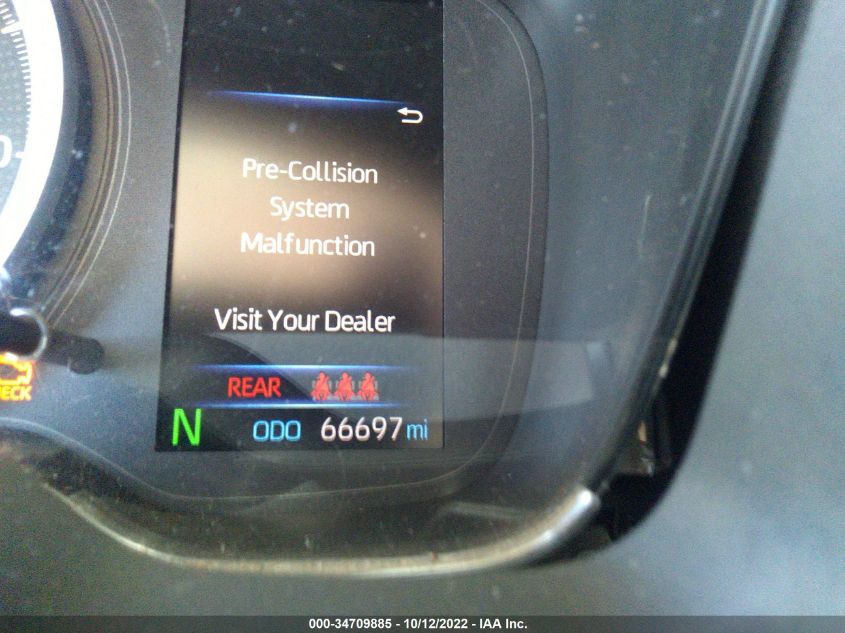 Pre-Collision
System
Malfunction
Visit Your Dealer
REAR
N ODO 66697 mi
000-34709885 - 10/12/2022 - IAA Inc.